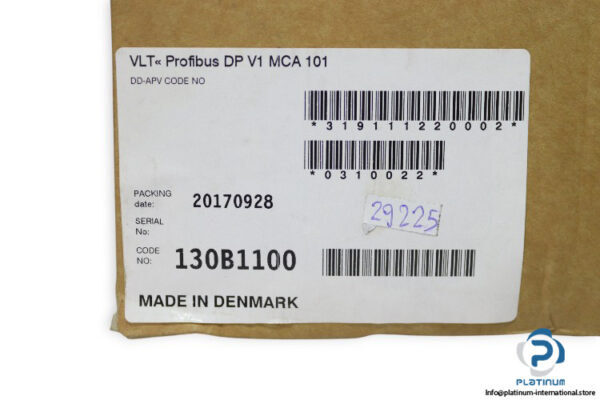 VLT« Profibus DP V1 MCA 101
DD-APV CODE NO
*319111220002*
*0310022*
PACKING
date: 20170928
29225
SERIAL
No:
CODE
NO: 130B1100
MADE IN DENMARK
PLATINUM
Info@platinum-international.store